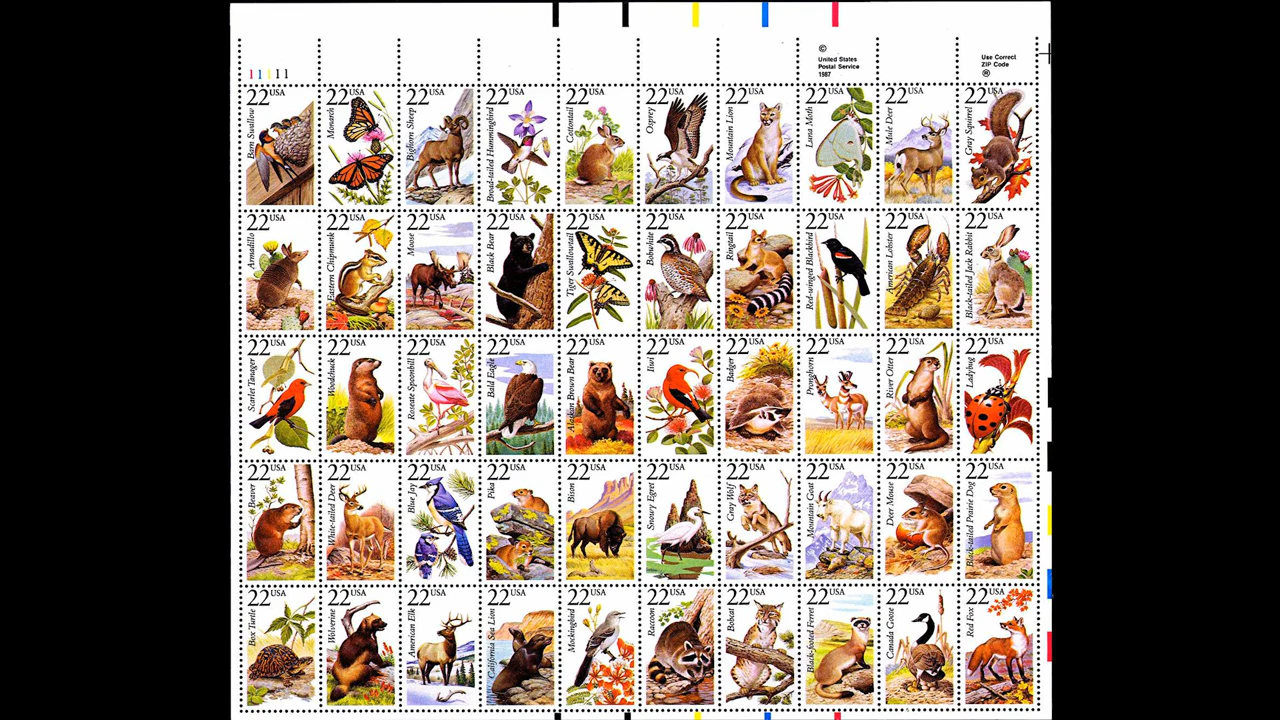 11111
©
United States
Postal Service
1987
Use Correct
ZIP Code
®
22 USA
Barn Swallow
22 USA
Monarch
22 USA
Bighorn Sheep
22 USA
Broad-tailed Hummingbird
22 USA
Cottontail
22 USA
Osprey
22 USA
Mountain Lion
22 USA
Luna Moth
22 USA
Mule Deer
22 USA
Gray Squirrel
22 USA
Armadillo
22 USA
Eastern Chipmunk
22 USA
Moose
22 USA
Black Bear
22 USA
Tiger Swallowtail
22 USA
Bobwhite
22 USA
Ringtail
22 USA
Red-winged Blackbird
22 USA
American Lobster
22 USA
Black-tailed Jack Rabbit
22 USA
Scarlet Tanager
22 USA
Woodchuck
22 USA
Roseate Spoonbill
22 USA
Bald Eagle
22 USA
Alaskan Brown Bear
22 USA
Iiwi
22 USA
Badger
22 USA
Pronghorn
22 USA
River Otter
22 USA
Ladybug
22 USA
Beaver
22 USA
White-tailed Deer
22 USA
Blue Jay
22 USA
Pika
22 USA
Bison
22 USA
Snowy Egret
22 USA
Gray Wolf
22 USA
Mountain Goat
22 USA
Deer Mouse
22 USA
Black-tailed Prairie Dog
22 USA
Box Turtle
22 USA
Wolverine
22 USA
American Elk
22 USA
California Sea Lion
22 USA
Mockingbird
22 USA
Raccoon
22 USA
Bobcat
22 USA
Black-footed Ferret
22 USA
Canada Goose
22 USA
Red Fox